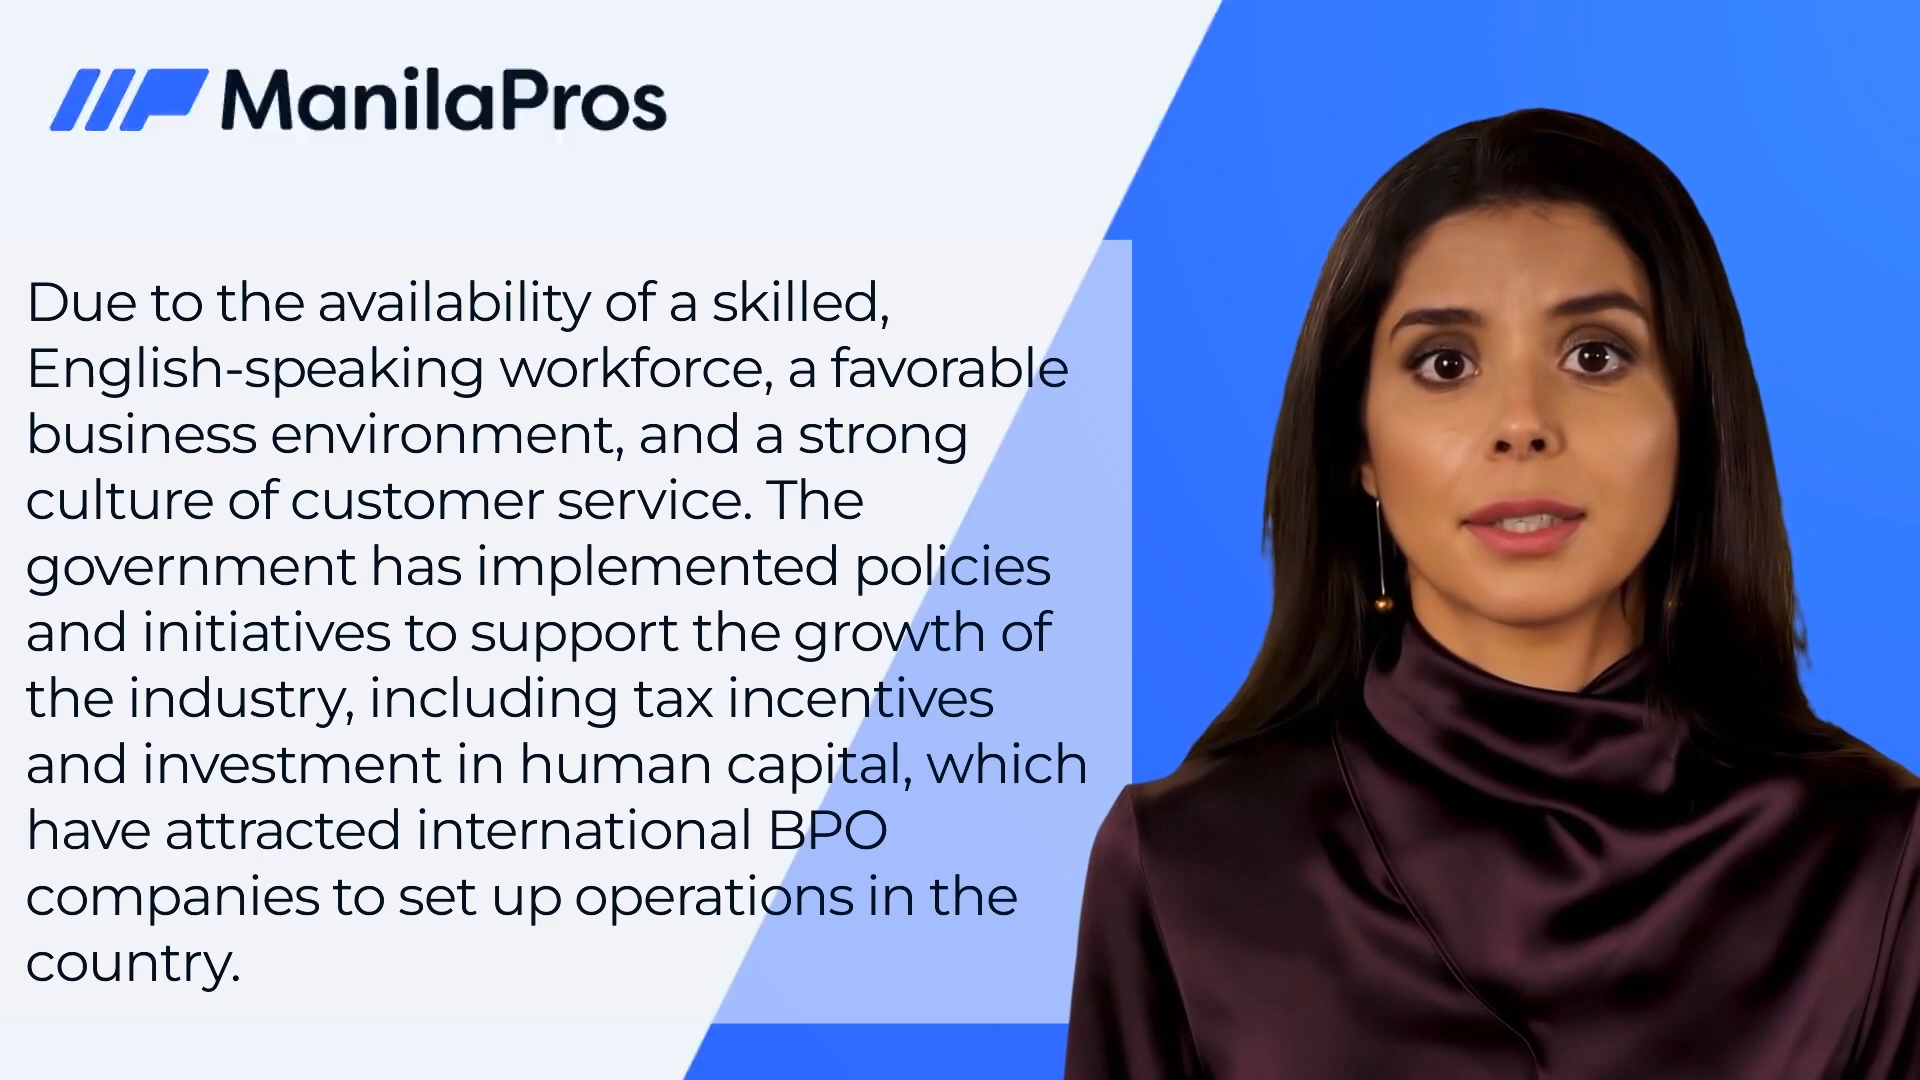 ManilaPros
Due to the availability of a skilled,
English-speaking workforce, a favorable
business environment, and a strong
culture of customer service. The
government has implemented policies
and initiatives to support the growth of
the industry, including tax incentives
and investment in human capital, which
have attracted international BPO
companies to set up operations in the
country.